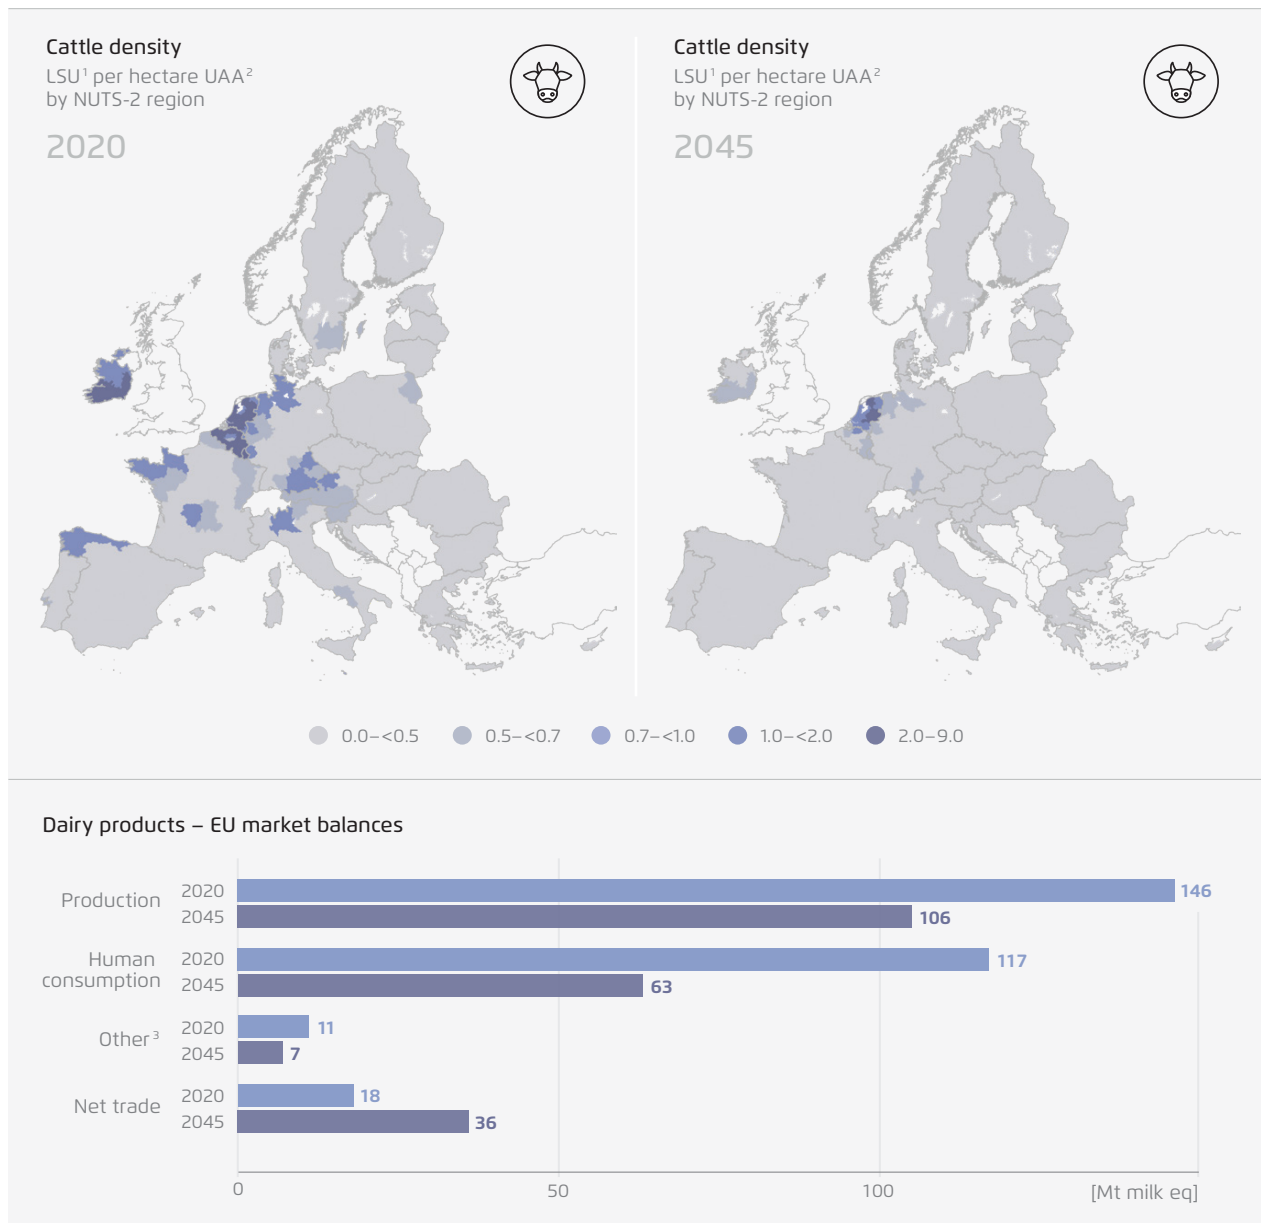 Cattle density
LSU¹ per hectare UAA²
by NUTS-2 region
2020
Cattle density
LSU¹ per hectare UAA²
by NUTS-2 region
2045
0.0–<0.5
0.5–<0.7
0.7–<1.0
1.0–<2.0
2.0–9.0
Dairy products – EU market balances
Production
2020
146
2045
106
Human
consumption
2020
117
2045
63
Other³
2020
11
2045
7
Net trade
2020
18
2045
36
0
50
100
[Mt milk eq]